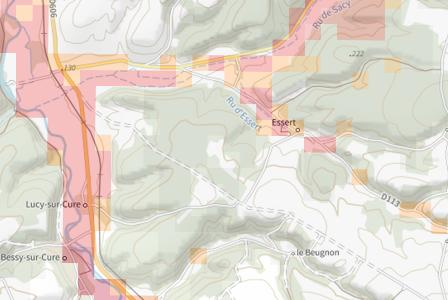 D606
Ru de Sacy
222
130
Ru d'Essert
Essert
D113
Lucy-sur-Cure
le Beugnon
Bessy-sur-Cure